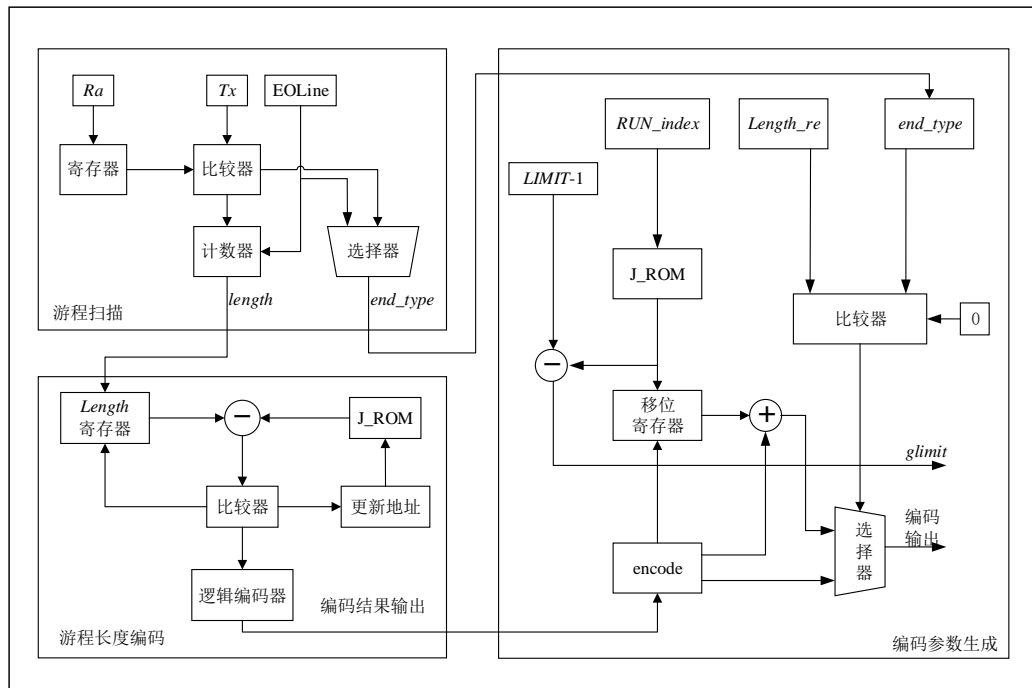 Ra
Tx
EOLine
寄存器
比较器
计数器
选择器
length
end_type
游程扫描
Length
寄存器
−
J_ROM
比较器
更新地址
逻辑编码器
编码结果输出
游程长度编码
RUN_index
Length_re
end_type
LIMIT-1
J_ROM
比较器
0
−
移位
寄存器
+
glimit
encode
选
择
器
编码
输出
编码参数生成